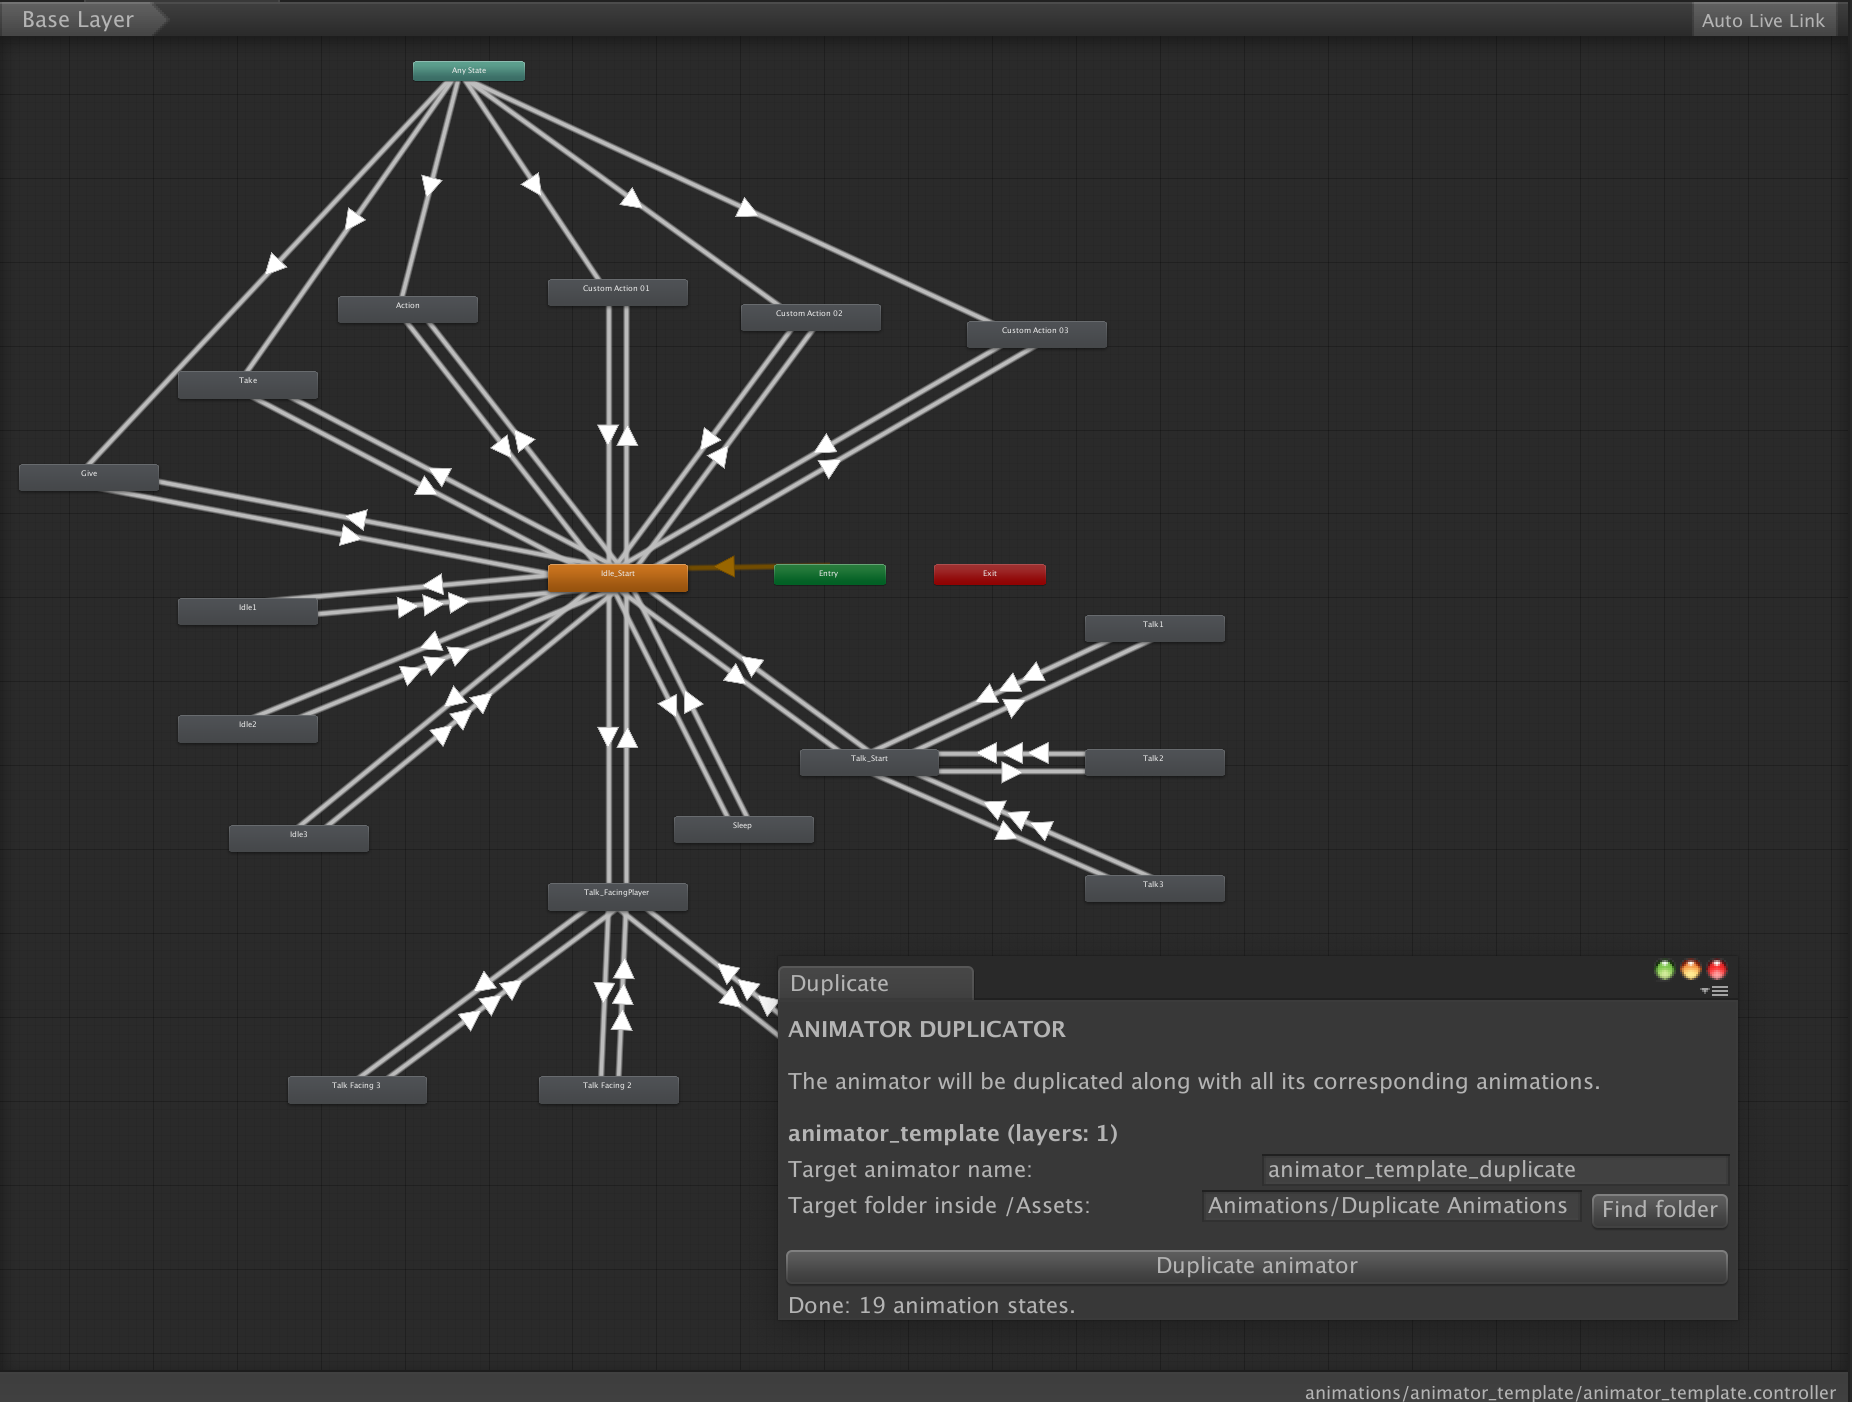 Base Layer
Auto Live Link
Any State
Custom Action 01
Action
Custom Action 02
Custom Action 03
Take
Give
Idle_Start
Entry
Exit
Idle1
Talk1
Idle2
Talk_Start
Talk2
Sleep
Idle3
Talk3
Talk_FacingPlayer
Talk Facing 3
Talk Facing 2
Duplicate
ANIMATOR DUPLICATOR
The animator will be duplicated along with all its corresponding animations.
animator_template (layers: 1)
Target animator name: animator_template_duplicate
Target folder inside /Assets: Animations/Duplicate Animations Find folder
Duplicate animator
Done: 19 animation states.
animations/animator_template/animator_template.controller